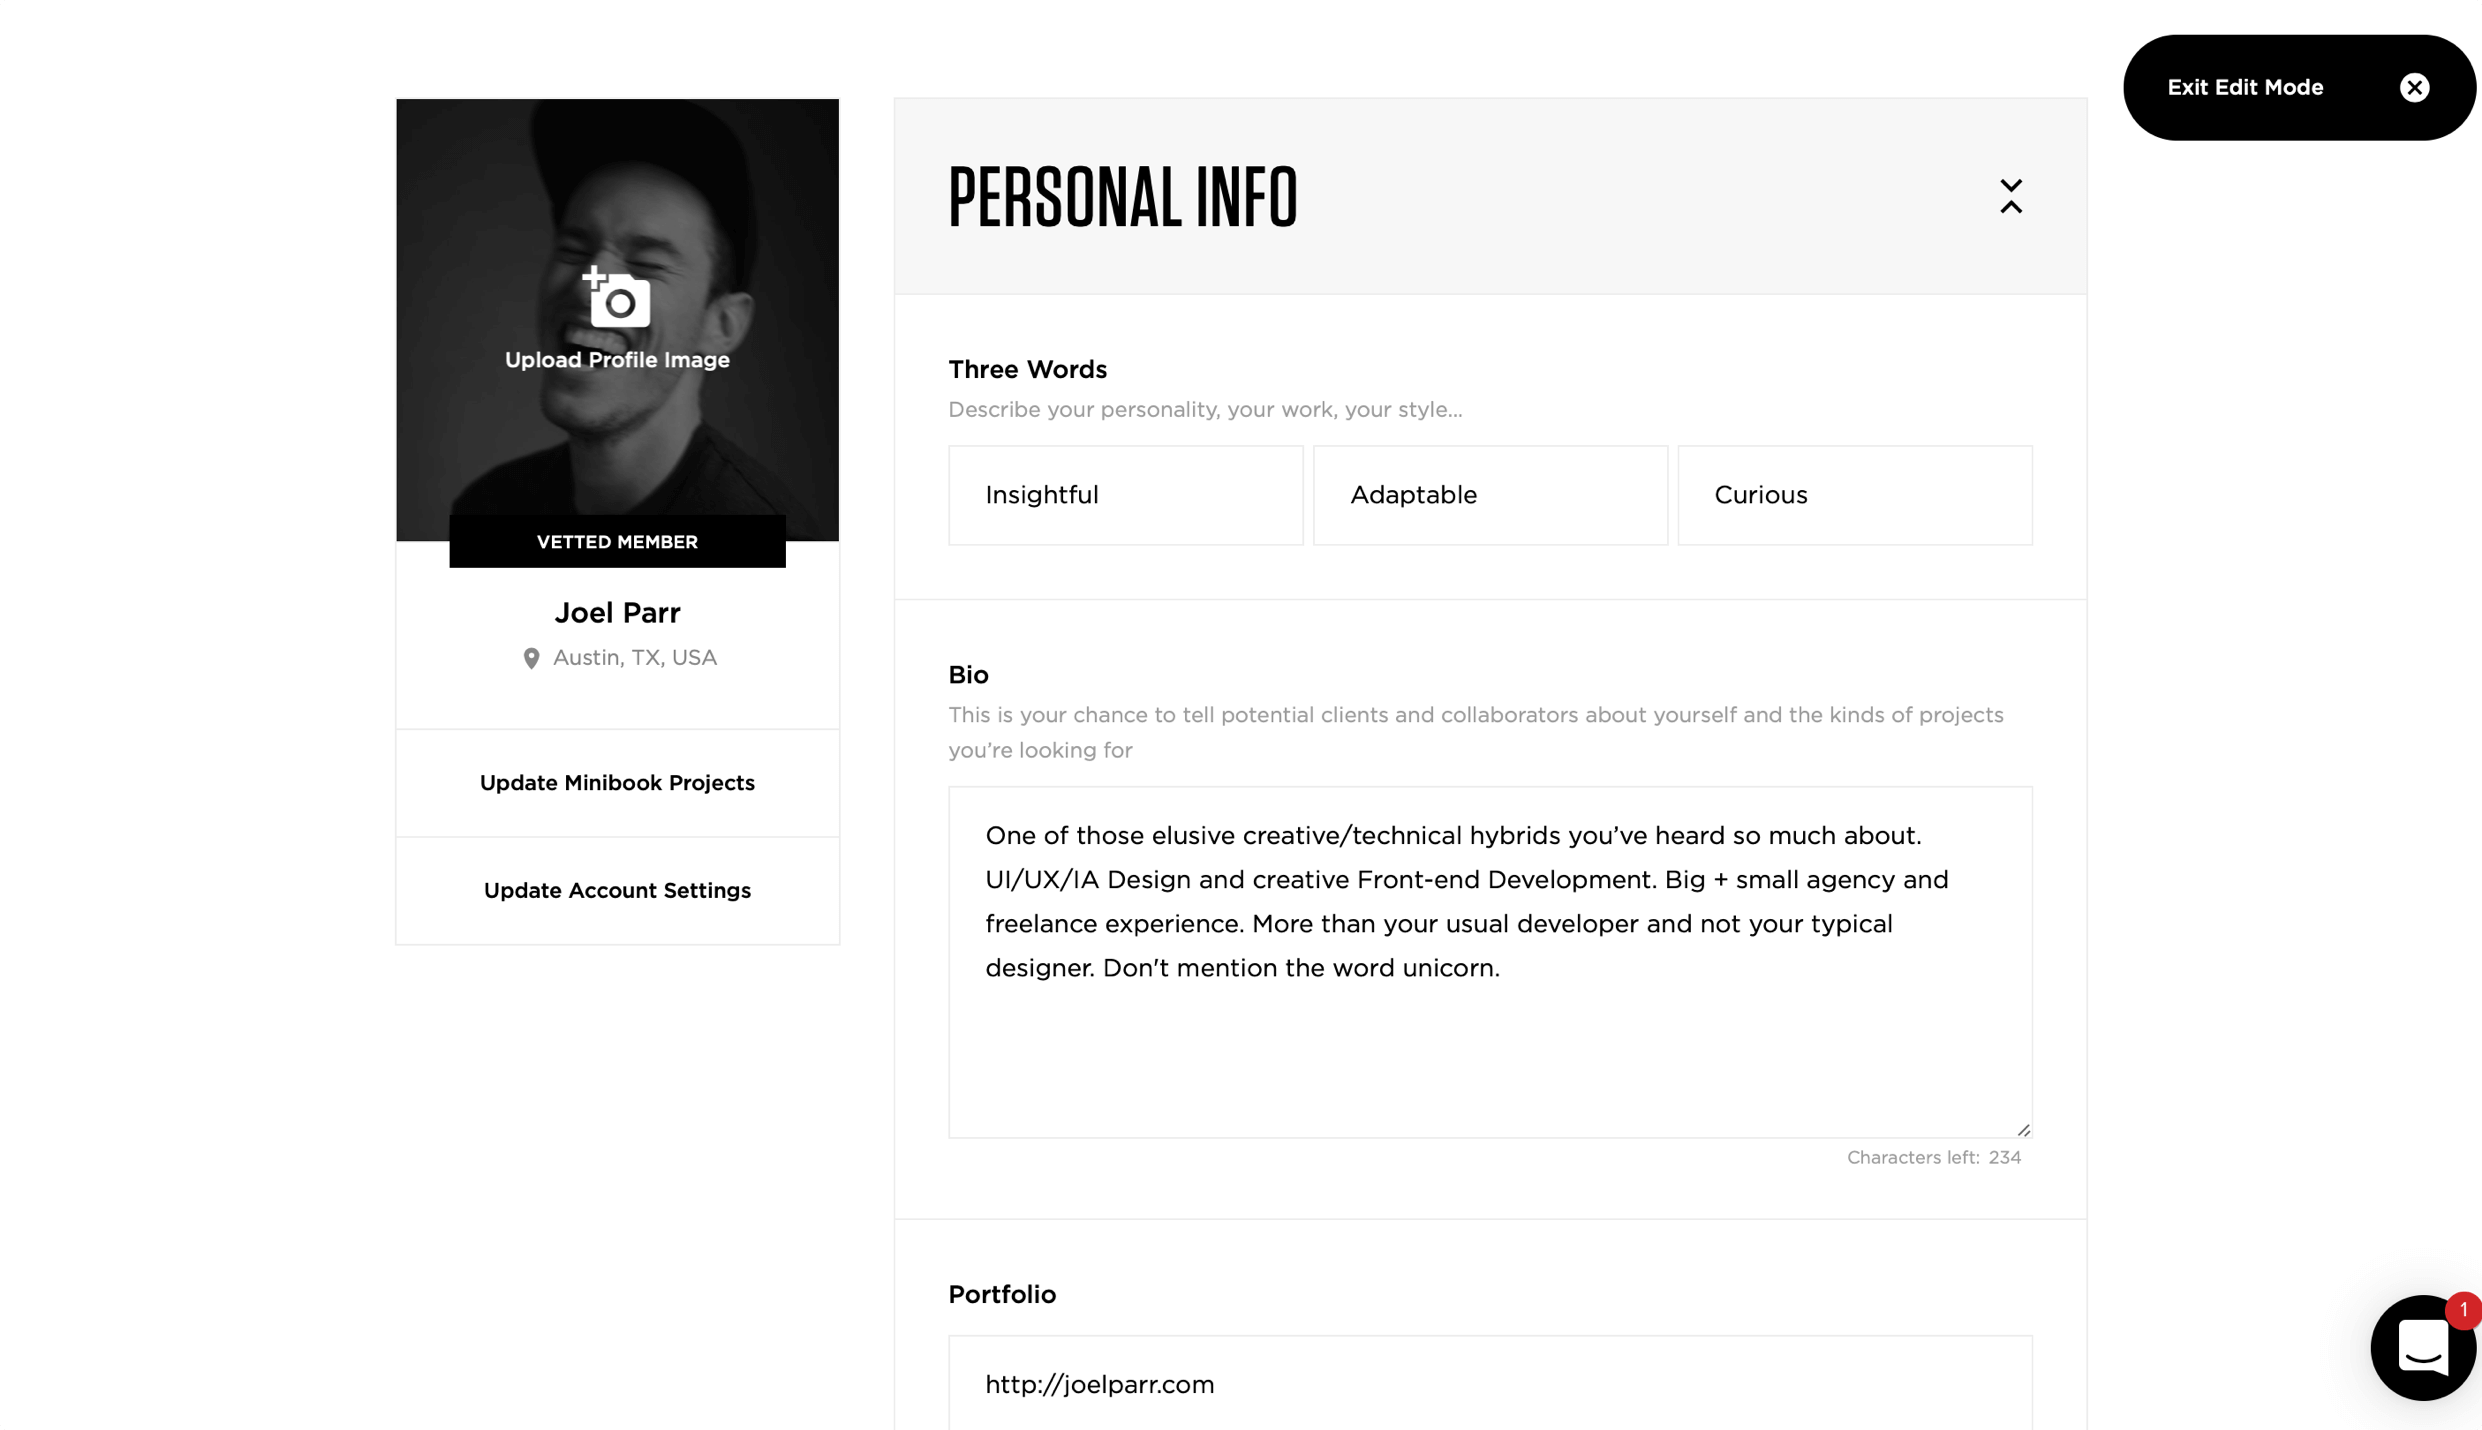 Exit Edit Mode
Upload Profile Image
VETTED MEMBER
Joel Parr
Austin, TX, USA
Update Minibook Projects
Update Account Settings
PERSONAL INFO
Three Words
Describe your personality, your work, your style...
Insightful
Adaptable
Curious
Bio
This is your chance to tell potential clients and collaborators about yourself and the kinds of projects
you’re looking for
One of those elusive creative/technical hybrids you’ve heard so much about.
UI/UX/IA Design and creative Front-end Development. Big + small agency and
freelance experience. More than your usual developer and not your typical
designer. Don't mention the word unicorn.
Characters left: 234
Portfolio
http://joelparr.com
1